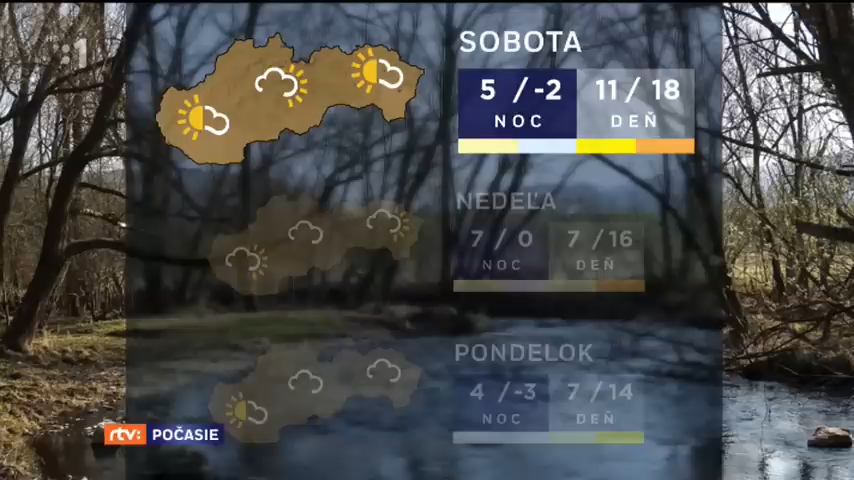 :1
SOBOTA
5 / -2 11 / 18
NOC DEŇ
NEDEĽA
7 / 0 7 / 16
NOC DEŇ
PONDELOK
4 / -3 7 / 14
NOC DEŇ
rtv: POČASIE